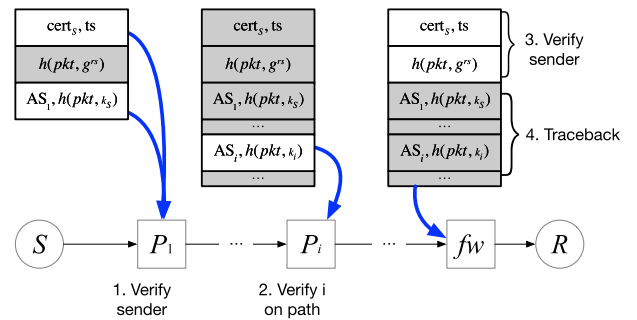 cert_S, ts
h(pkt, g^rs)
AS_1, h(pkt, k_S)
cert_S, ts
h(pkt, g^rs)
AS_1, h(pkt, k_S)
...
AS_i, h(pkt, k_i)
...
cert_S, ts
h(pkt, g^rs)
AS_1, h(pkt, k_S)
...
AS_i, h(pkt, k_i)
...
3. Verify
sender
4. Traceback
S
P_1
...
P_i
...
fw
R
1. Verify
sender
2. Verify i
on path